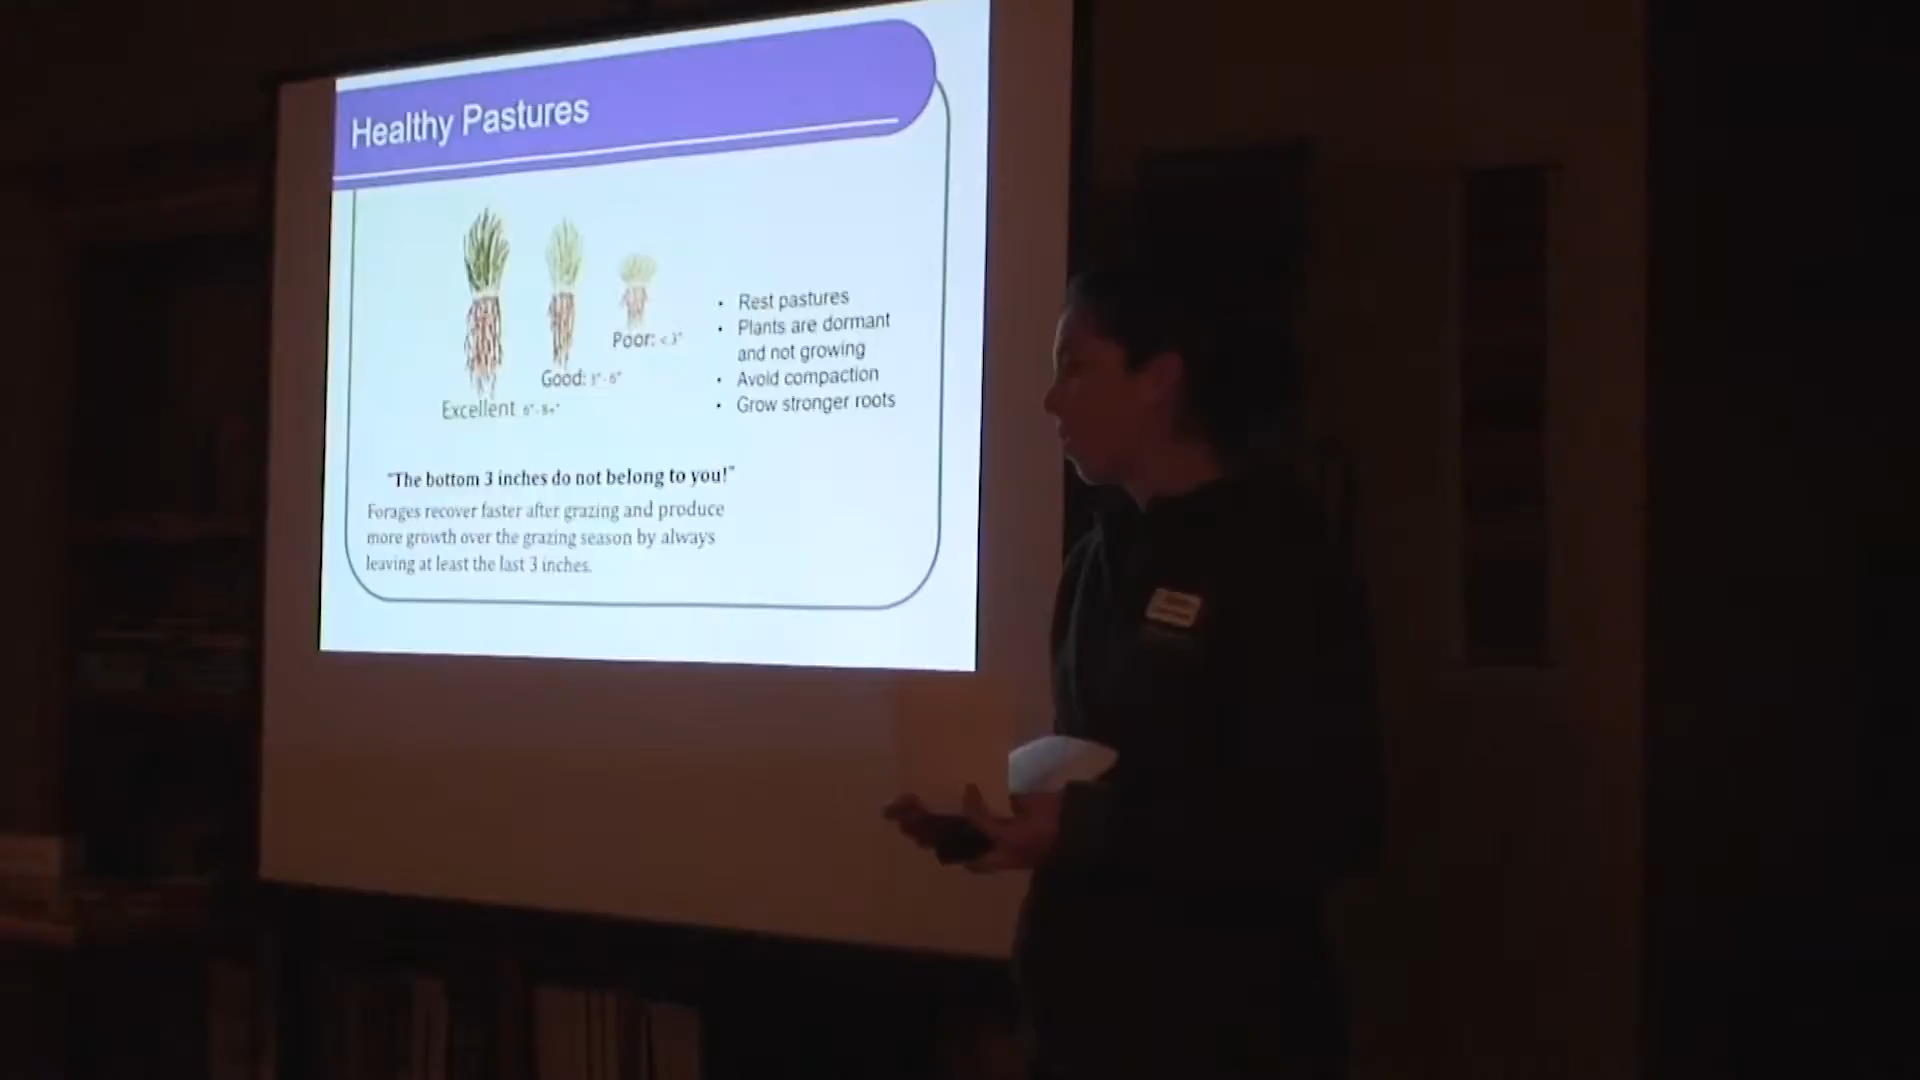 Healthy Pastures
Poor: < 3"
Good: 3"- 6"
Excellent 6"- 8+"
• Rest pastures
• Plants are dormant
and not growing
• Avoid compaction
• Grow stronger roots
"The bottom 3 inches do not belong to you!"
Forages recover faster after grazing and produce
more growth over the grazing season by always
leaving at least the last 3 inches.